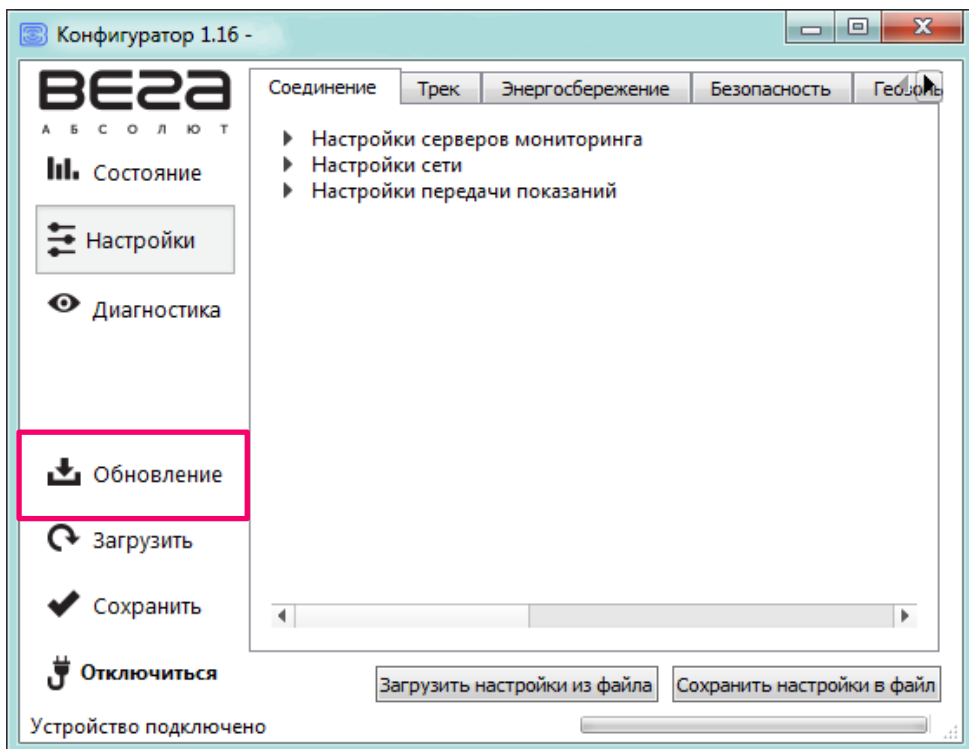 Конфигуратор 1.16 -
ВЕГА
АБСОЛЮТ
Состояние
Настройки
Диагностика
Обновление
Загрузить
Сохранить
Отключиться
Соединение Трек Энергосбережение Безопасность
Настройки серверов мониторинга
Настройки сети
Настройки передачи показаний
Загрузить настройки из файла Сохранить настройки в файл
Устройство подключено